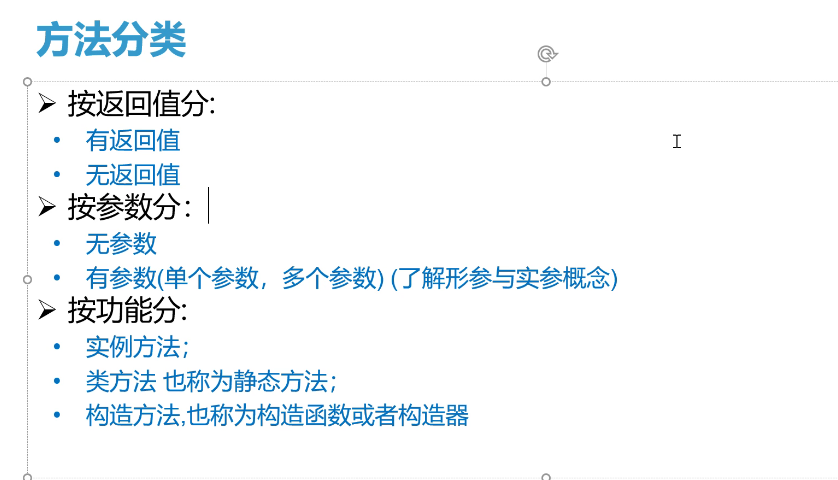 方法分类
按返回值分:
有返回值
无返回值
按参数分：
无参数
有参数(单个参数，多个参数) (了解形参与实参概念)
按功能分:
实例方法；
类方法 也称为静态方法；
构造方法,也称为构造函数或者构造器